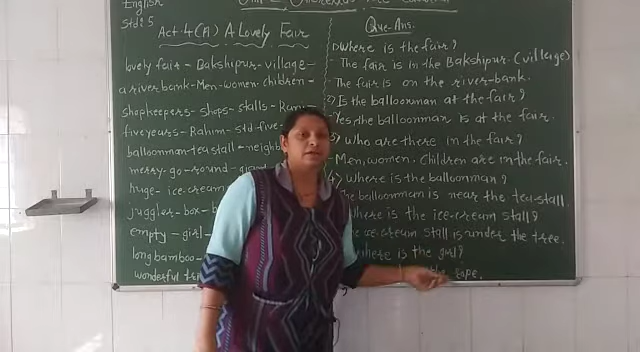 English
Std:5
Act-4(A) A Lovely Fair
lovely fair - Bakshipur - village -
a river bank - Men - women - children -
shopkeepers - shops - stalls - Rani
five years - Rahim - std-five
balloonman - tea stall - neighb
merry-go-round - giant
huge - ice-cream
juggler - box - b
empty - girl -
long bamboo -
wonderful
Que-Ans.
1) Where is the fair?
- The fair is in the Bakshipur. (village)
- The fair is on the river-bank.
2) Is the balloonman at the fair?
- Yes, the balloonman is at the fair.
3) Who are there in the fair?
- Men, women, children are in the fair.
4) Where is the balloonman?
The balloonman is near the tea-stall.
Where is the ice-cream stall?
The ice-cream stall is under the tree.
Where is the girl?
rope.